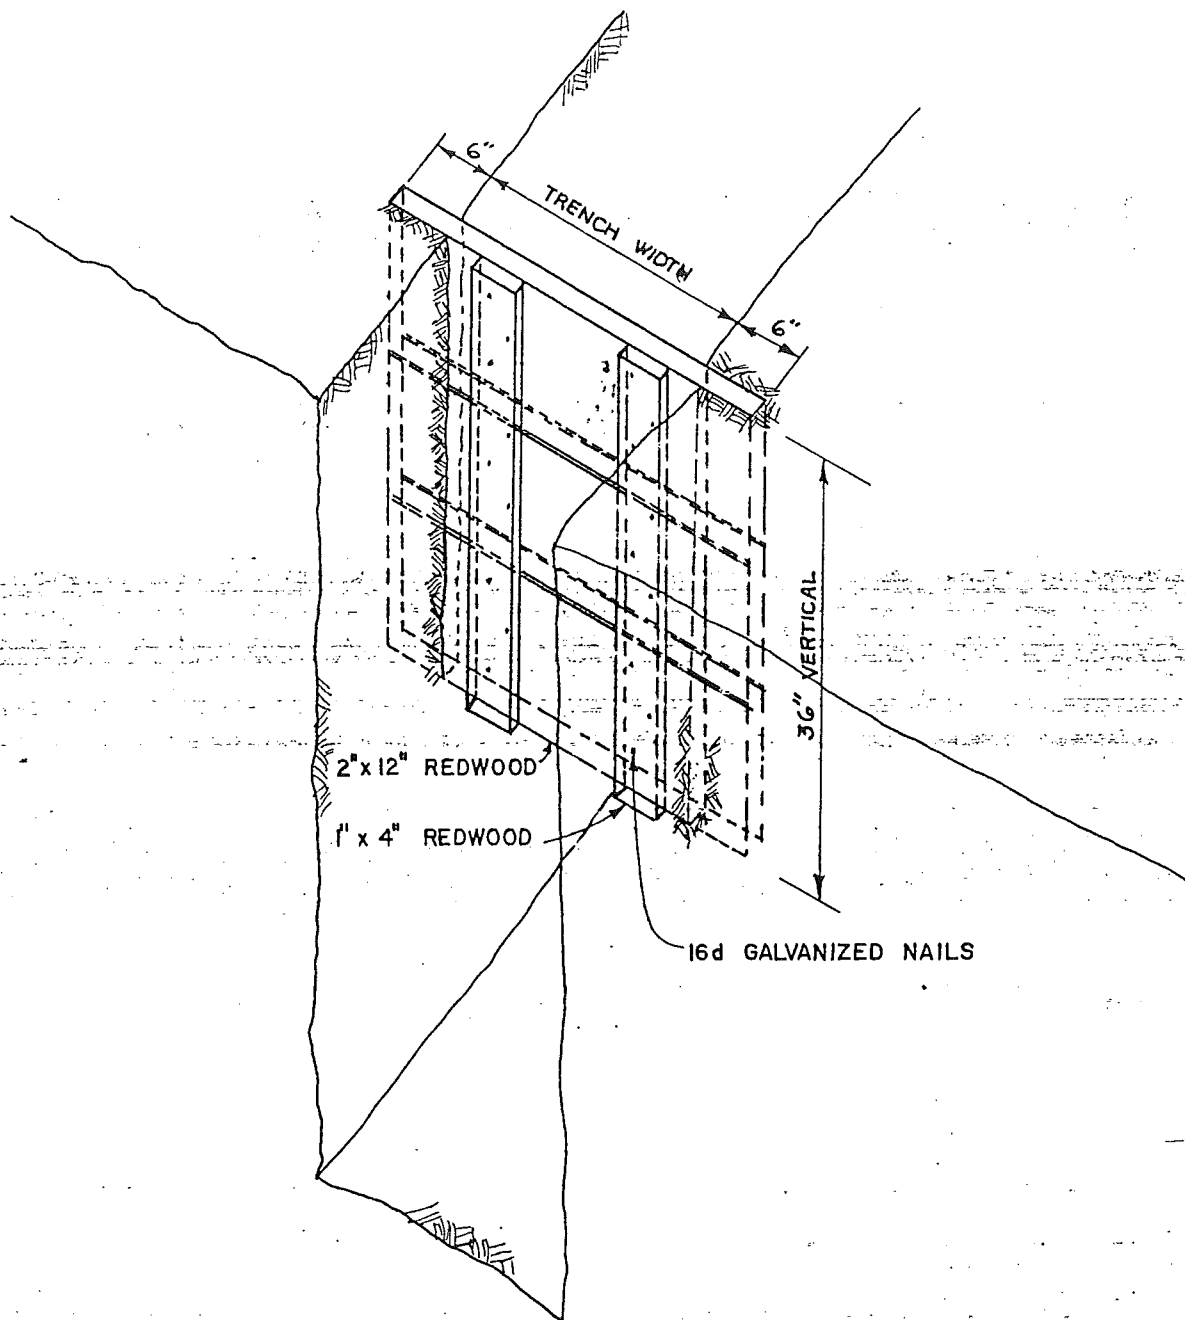 6"
TRENCH WIDTH
6"
36" VERTICAL
2" x 12" REDWOOD
1" x 4" REDWOOD
16d GALVANIZED NAILS